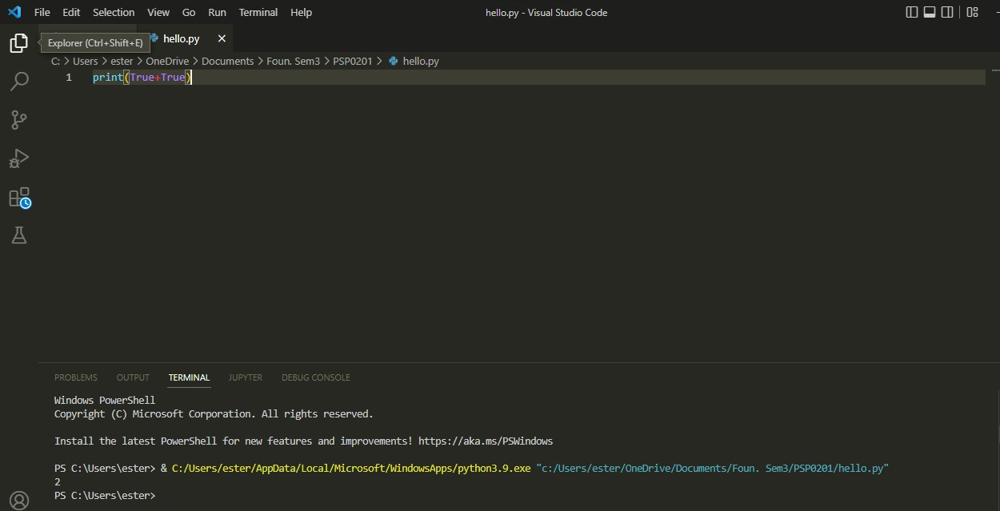 File Edit Selection View Go Run Terminal Help hello.py - Visual Studio Code
Explorer (Ctrl+Shift+E) hello.py
C: > Users > ester > OneDrive > Documents > Foun. Sem3 > PSP0201 > hello.py
1 print(True+True)
PROBLEMS OUTPUT TERMINAL JUPYTER DEBUG CONSOLE
Windows PowerShell
Copyright (C) Microsoft Corporation. All rights reserved.
Install the latest PowerShell for new features and improvements! https://aka.ms/PSWindows
PS C:\Users\ester> & C:/Users/ester/AppData/Local/Microsoft/WindowsApps/python3.9.exe "c:/Users/ester/OneDrive/Documents/Foun. Sem3/PSP0201/hello.py"
2
PS C:\Users\ester>